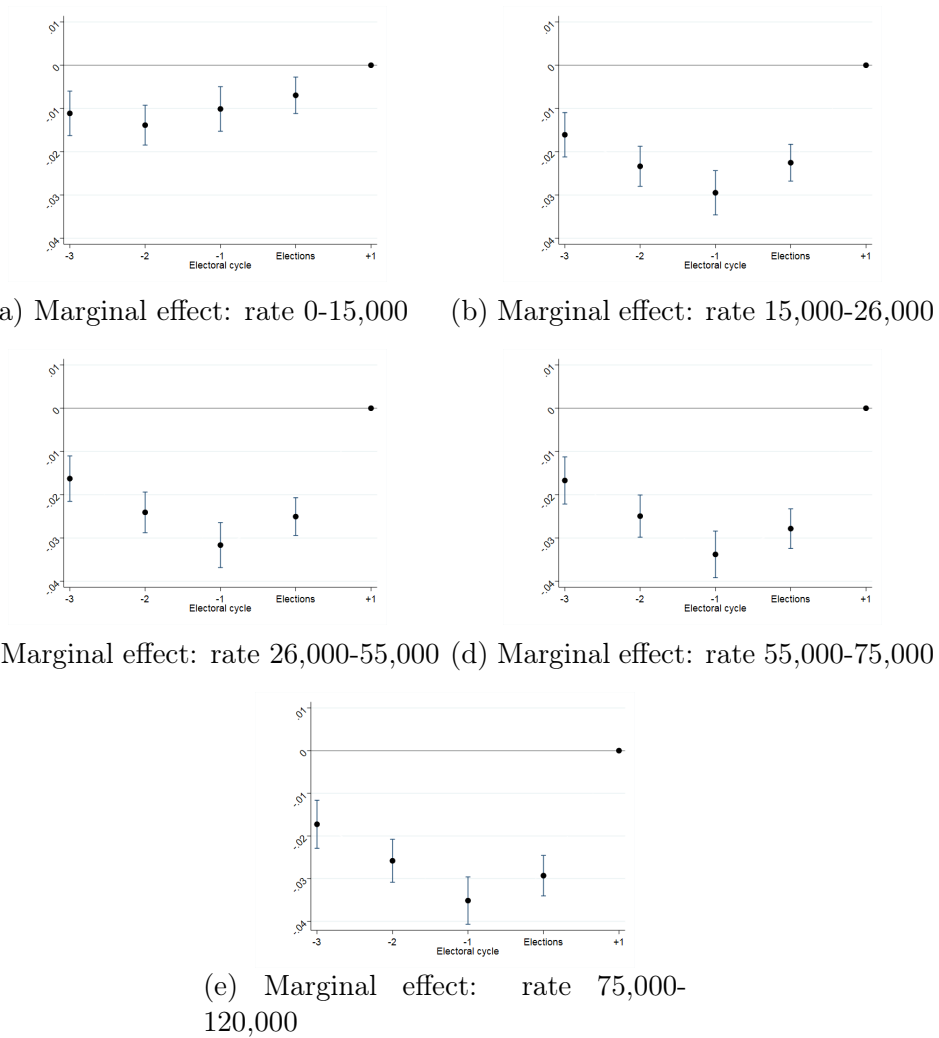 .01
0
-.01
-.02
-.03
-.04
-3 -2 -1 Elections +1
Electoral cycle
a) Marginal effect: rate 0-15,000
.01
0
-.01
-.02
-.03
-.04
-3 -2 -1 Elections +1
Electoral cycle
(b) Marginal effect: rate 15,000-26,000
.01
0
-.01
-.02
-.03
-.04
-3 -2 -1 Elections +1
Electoral cycle
Marginal effect: rate 26,000-55,000
.01
0
-.01
-.02
-.03
-.04
-3 -2 -1 Elections +1
Electoral cycle
(d) Marginal effect: rate 55,000-75,000
.01
0
-.01
-.02
-.03
-.04
-3 -2 -1 Elections +1
Electoral cycle
(e) Marginal effect: rate 75,000-
120,000